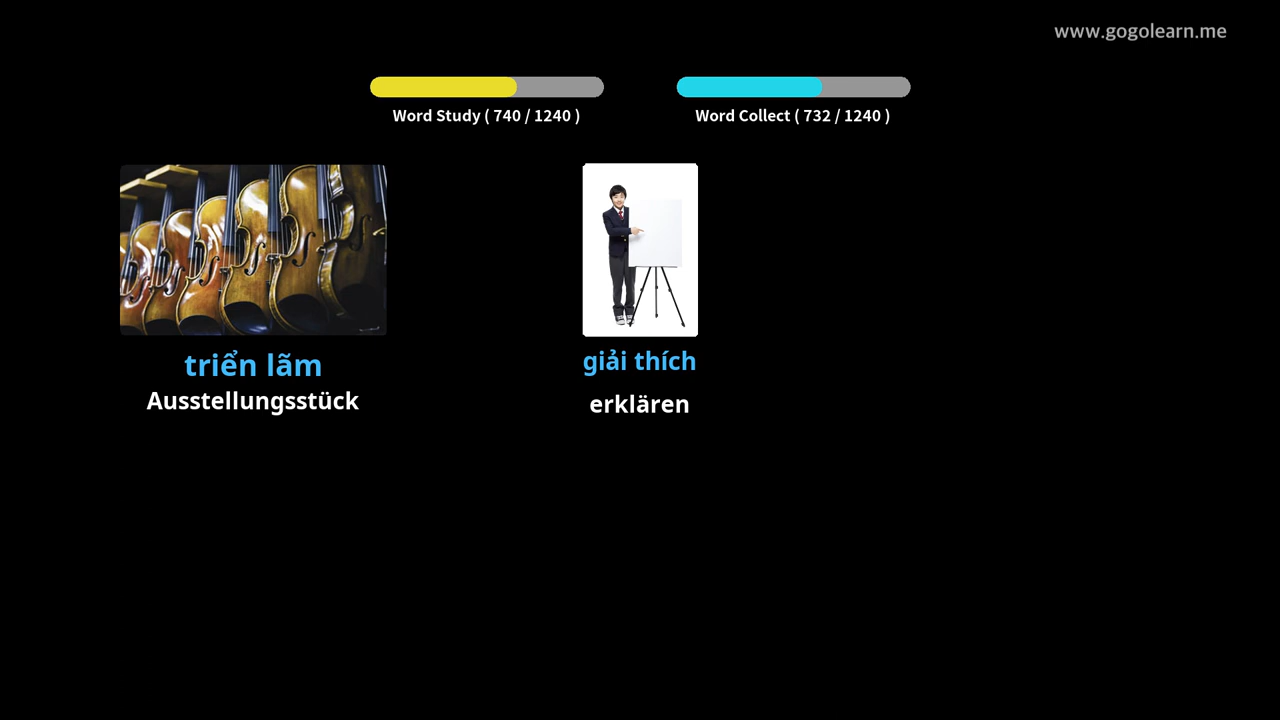 www.gogolearn.me
Word Study ( 740 / 1240 )
Word Collect ( 732 / 1240 )
triển lãm
Ausstellungsstück
giải thích
erklären